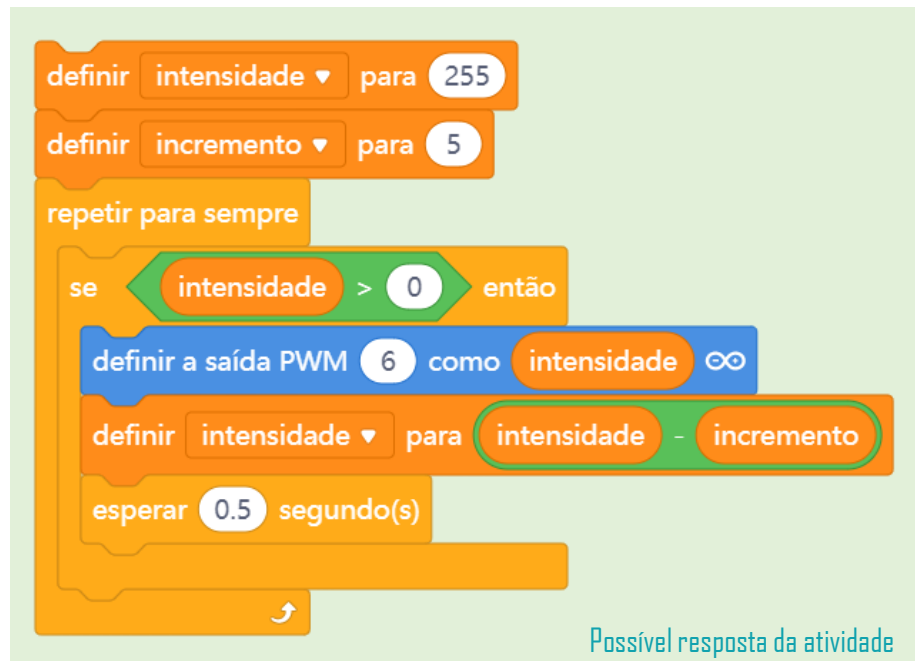 definir intensidade para 255
definir incremento para 5
repetir para sempre
se intensidade > 0 então
definir a saída PWM 6 como intensidade
definir intensidade para intensidade - incremento
esperar 0.5 segundo(s)
Possível resposta da atividade